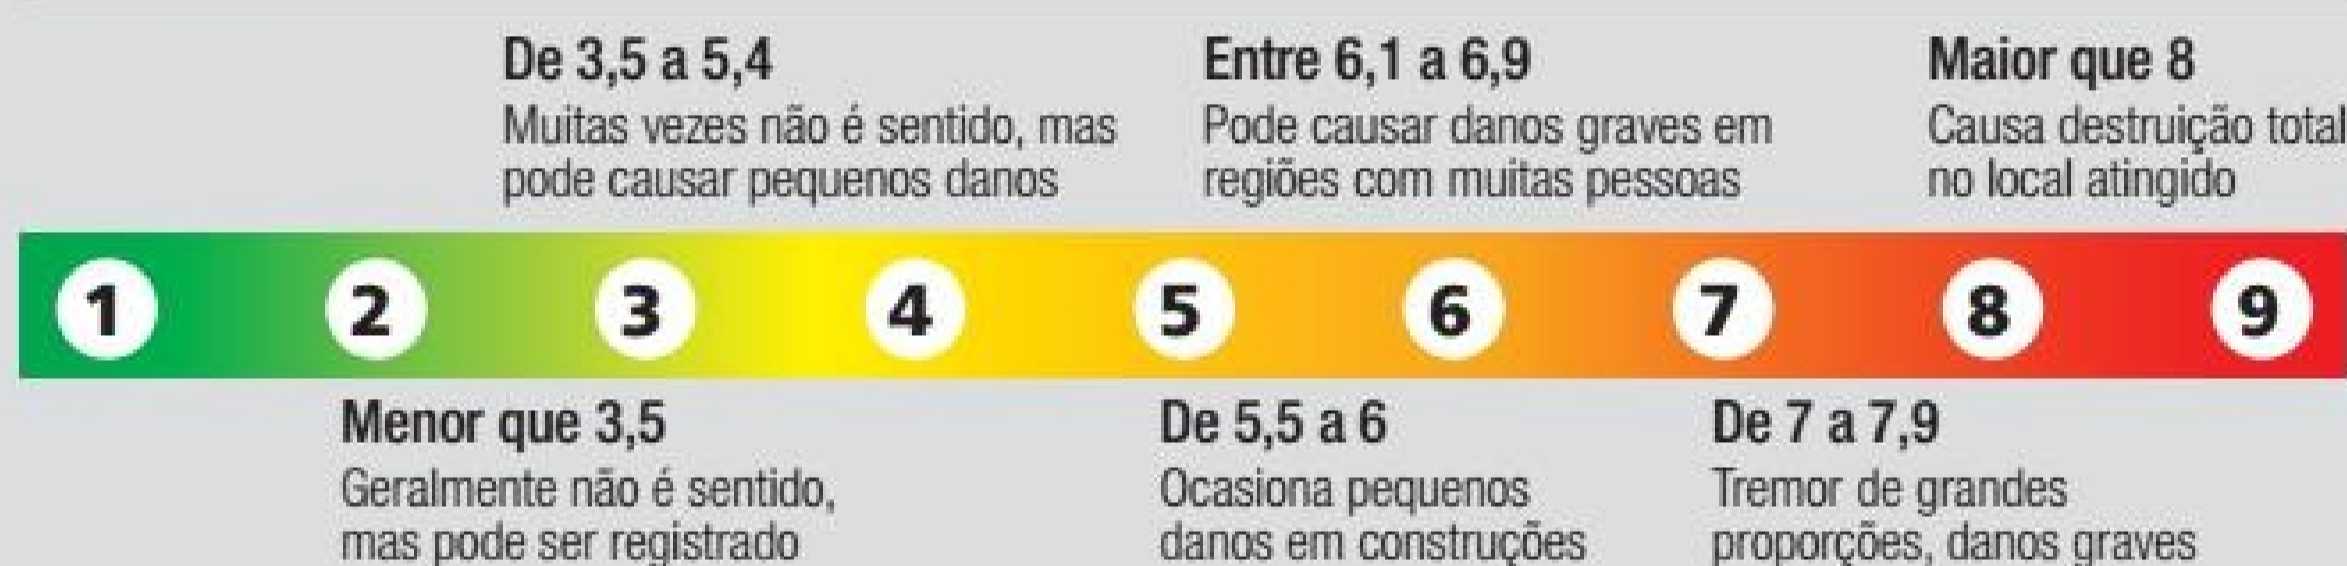 De 3,5 a 5,4
Muitas vezes não é sentido, mas
pode causar pequenos danos
Entre 6,1 a 6,9
Pode causar danos graves em
regiões com muitas pessoas
Maior que 8
Causa destruição total
no local atingido
1 2 3 4 5 6 7 8 9
Menor que 3,5
Geralmente não é sentido,
mas pode ser registrado
De 5,5 a 6
Ocasiona pequenos
danos em construções
De 7 a 7,9
Tremor de grandes
proporções, danos graves